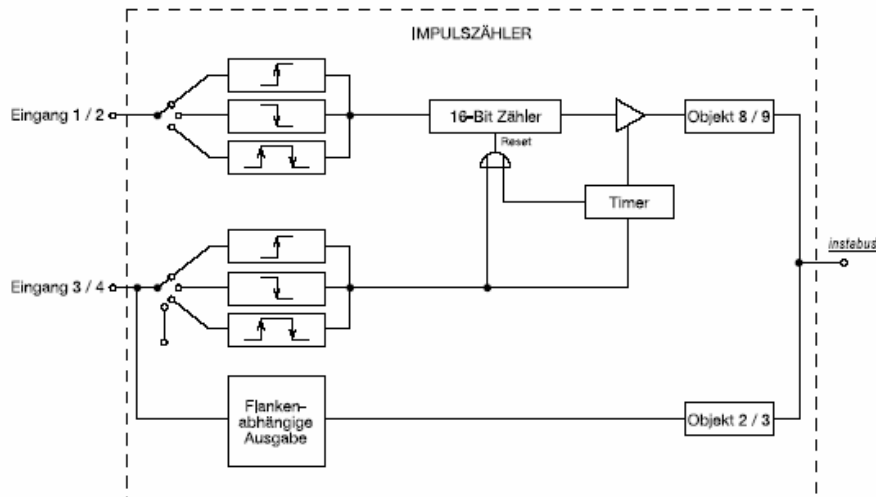 IMPULSZÄHLER
Eingang 1 / 2
16-Bit Zähler
Objekt 8 / 9
Reset
Timer
instabus
Eingang 3 / 4
Flanken-
abhängige
Ausgabe
Objekt 2 / 3